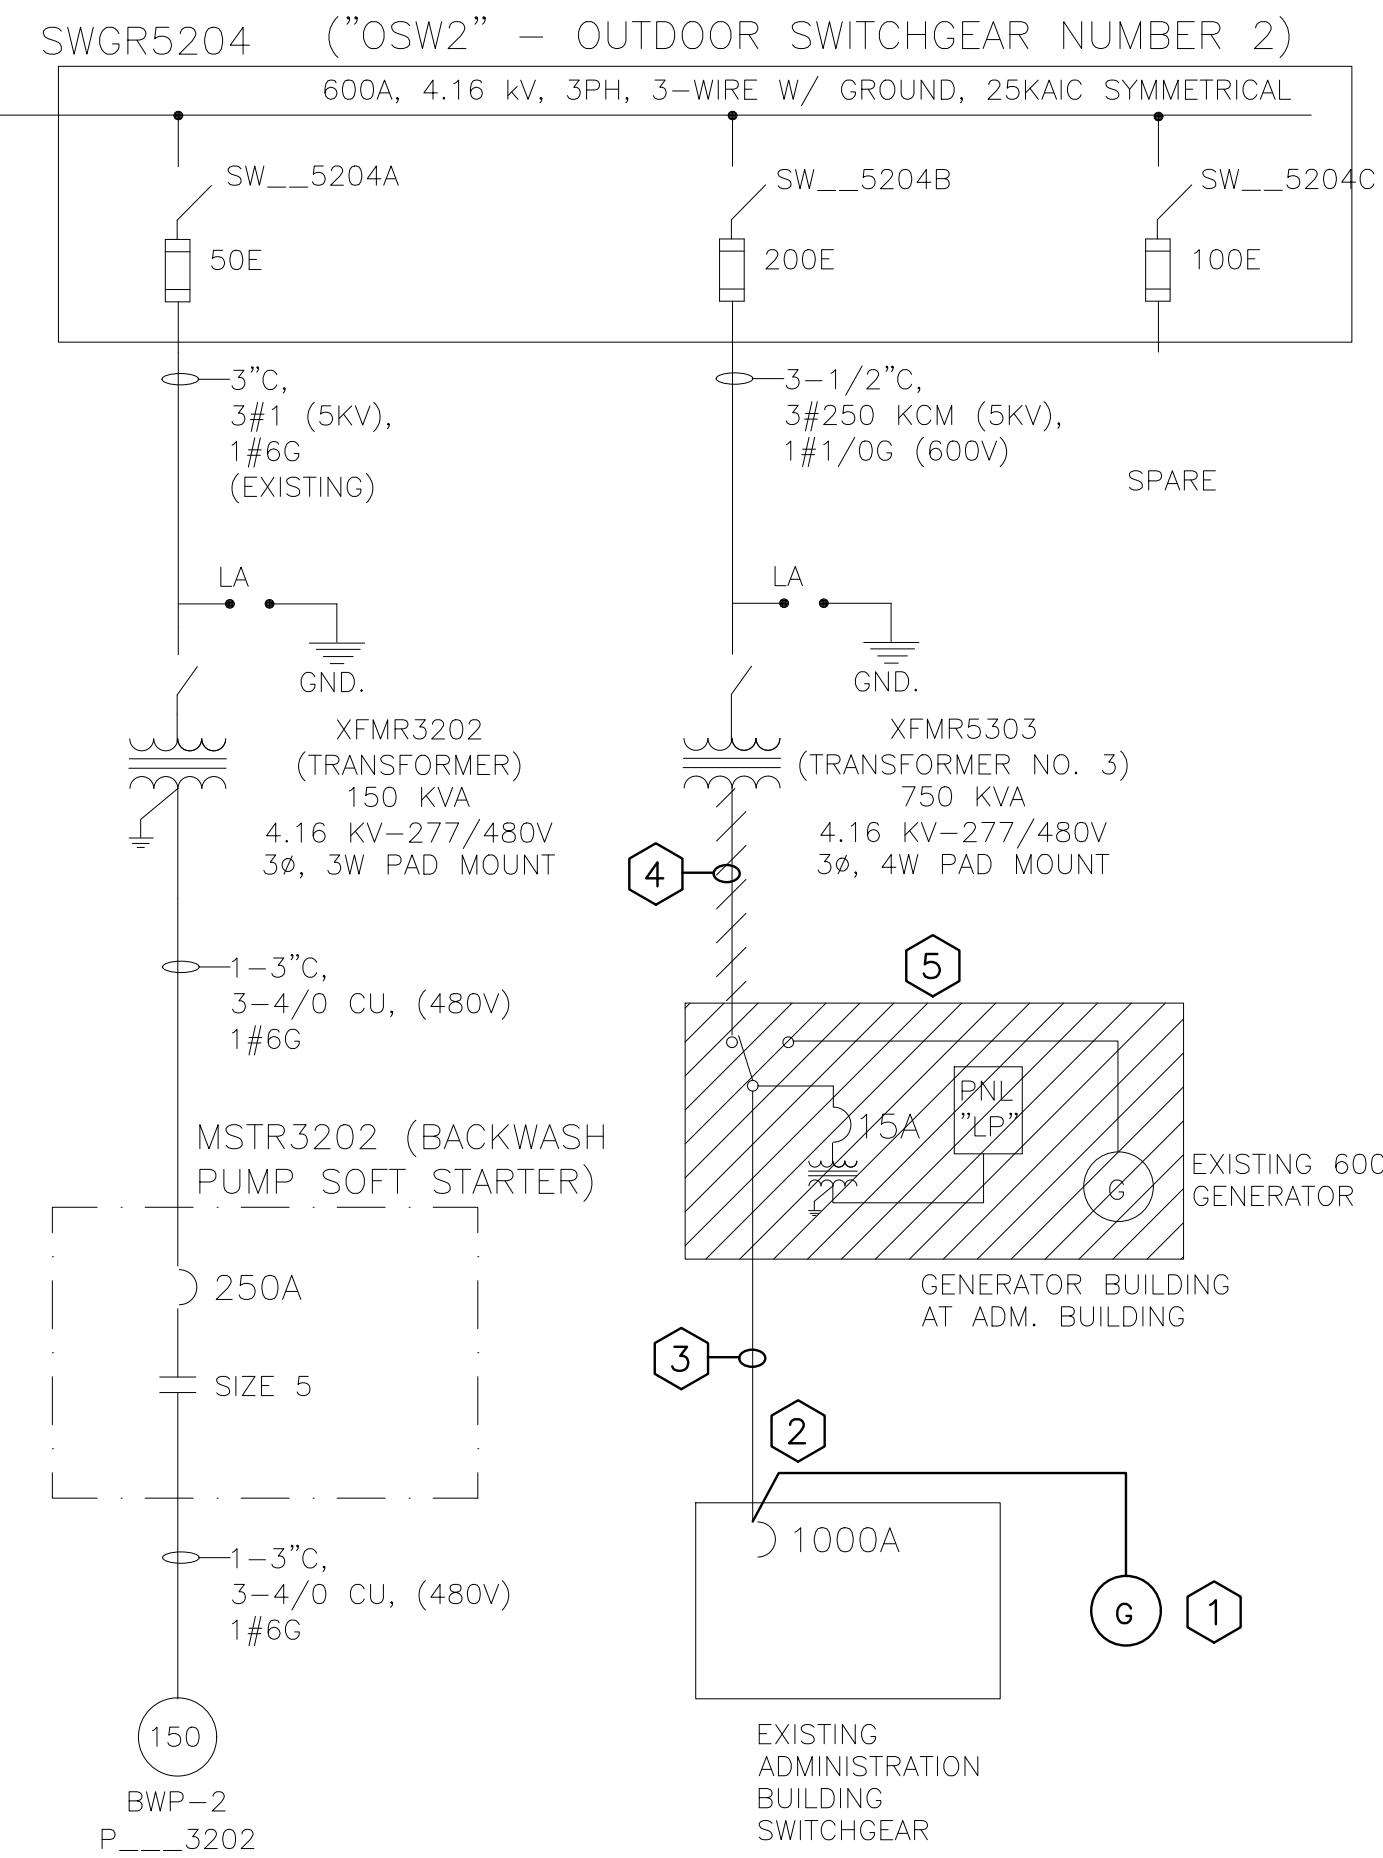 SWGR5204 ("OSW2" – OUTDOOR SWITCHGEAR NUMBER 2)
600A, 4.16 kV, 3PH, 3–WIRE W/ GROUND, 25KAIC SYMMETRICAL
SW__5204A
SW__5204B
SW__5204C
50E
200E
100E
3"C,
3#1 (5KV),
1#6G
(EXISTING)
3–1/2"C,
3#250 KCM (5KV),
1#1/0G (600V)
SPARE
LA
GND.
LA
GND.
XFMR3202
(TRANSFORMER)
150 KVA
4.16 KV–277/480V
3ø, 3W PAD MOUNT
XFMR5303
(TRANSFORMER NO. 3)
750 KVA
4.16 KV–277/480V
3ø, 4W PAD MOUNT
4
1–3"C,
3–4/0 CU, (480V)
1#6G
5
PNL
"LP"
15A
G
EXISTING 600
GENERATOR
GENERATOR BUILDING
AT ADM. BUILDING
MSTR3202 (BACKWASH
PUMP SOFT STARTER)
250A
SIZE 5
3
2
1000A
G
1
1–3"C,
3–4/0 CU, (480V)
1#6G
150
BWP–2
P___3202
EXISTING
ADMINISTRATION
BUILDING
SWITCHGEAR